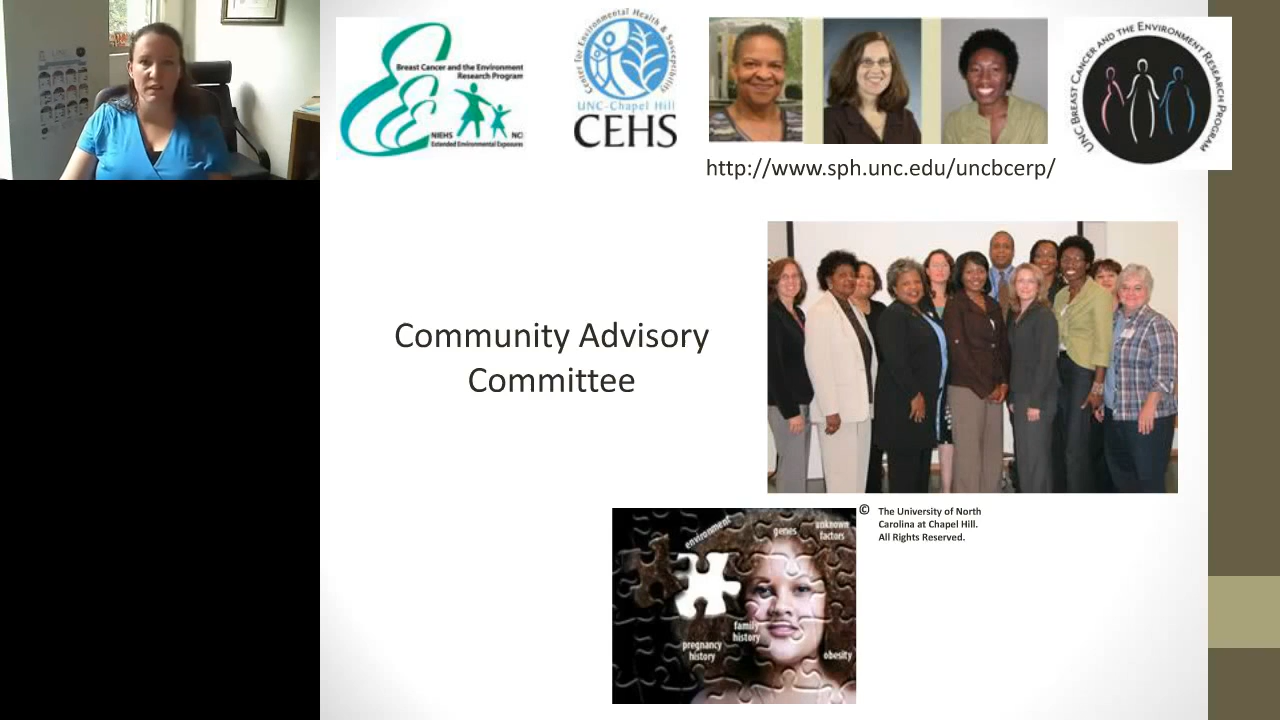 Breast Cancer and the Environment
Research Program
NIEHS
NCI
Extended Environmental Exposures
Center for Environmental Health & Susceptibility
UNC-Chapel Hill
CEHS
UNC BREAST CANCER AND THE ENVIRONMENT RESEARCH PROGRAM
http://www.sph.unc.edu/uncbcerp/
Community Advisory
Committee
© The University of North
Carolina at Chapel Hill.
All Rights Reserved.
environment
genes
unknown
factors
family
history
pregnancy
history
obesity